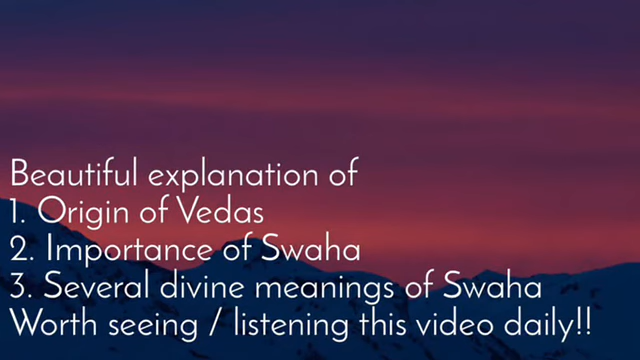 Beautiful explanation of
1. Origin of Vedas
2. Importance of Swaha
3. Several divine meanings of Swaha
Worth seeing / listening this video daily!!